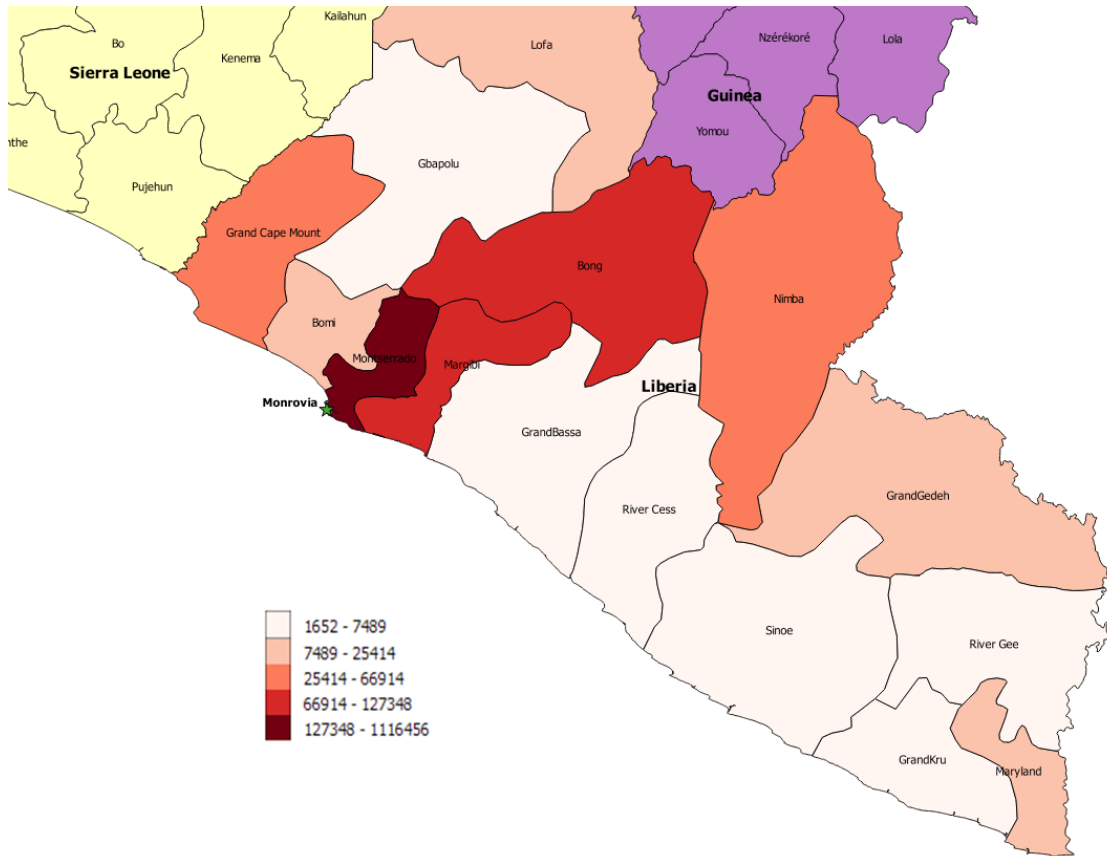 Kailahun
Bo
Kenema
Sierra Leone
nthe
Pujehun
Lofa
Nzérékoré
Lola
Guinea
Yomou
Gbapolu
Grand Cape Mount
Bong
Nimba
Bomi
Montserrado
Margibi
Liberia
Monrovia
GrandBassa
River Cess
GrandGedeh
Sinoe
River Gee
GrandKru
Maryland
1652 - 7489
7489 - 25414
25414 - 66914
66914 - 127348
127348 - 1116456